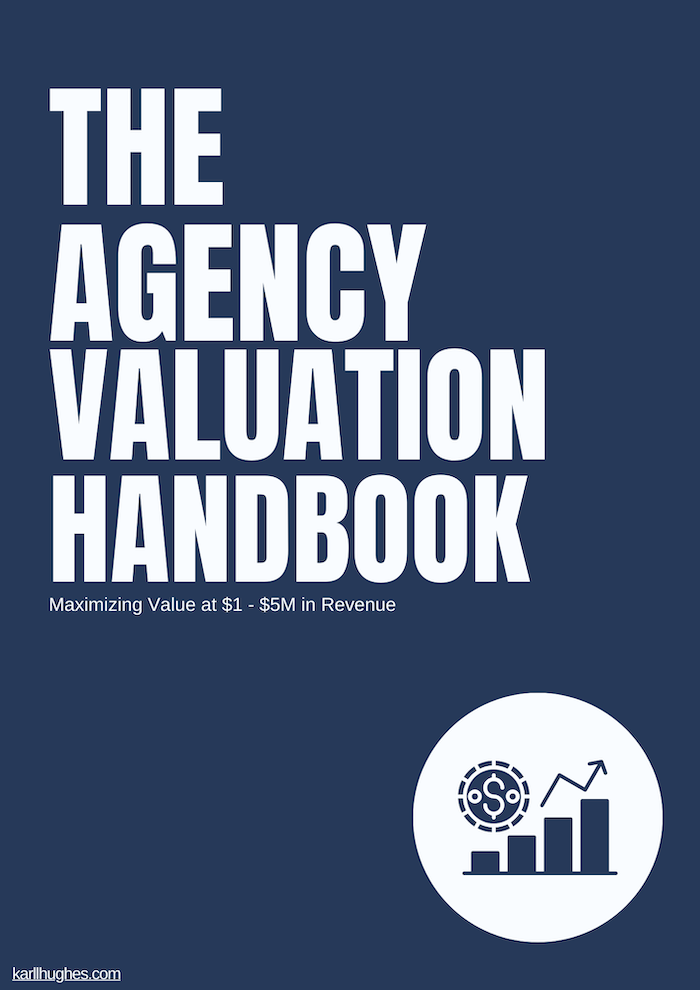 THE
AGENCY
VALUATION
HANDBOOK
Maximizing Value at $1 - $5M in Revenue
$
karllhughes.com